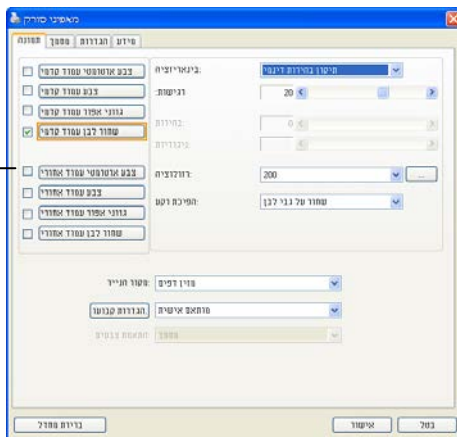 מאפייני סורק
תמונה מסמך הגדרות מידע
צבע אוטומטי עמוד קדמי
צבע עמוד קדמי
גווני אפור עמוד קדמי
שחור לבן עמוד קדמי
צבע אוטומטי עמוד אחורי
צבע עמוד אחורי
גווני אפור עמוד אחורי
שחור לבן עמוד אחורי
בינאריזציה: תיקון בהירות דינמי
רגישות: 20
בהירות: 0
ניגודיות
רזולוציה: 200 ...
הפיכת רקע שחור על גבי לבן
מקור הנייר: מזין דפים
הגדרות קבוצה: מותאם אישית
התאמת צבעים: מסמך
ברירת מחדל אישור בטל